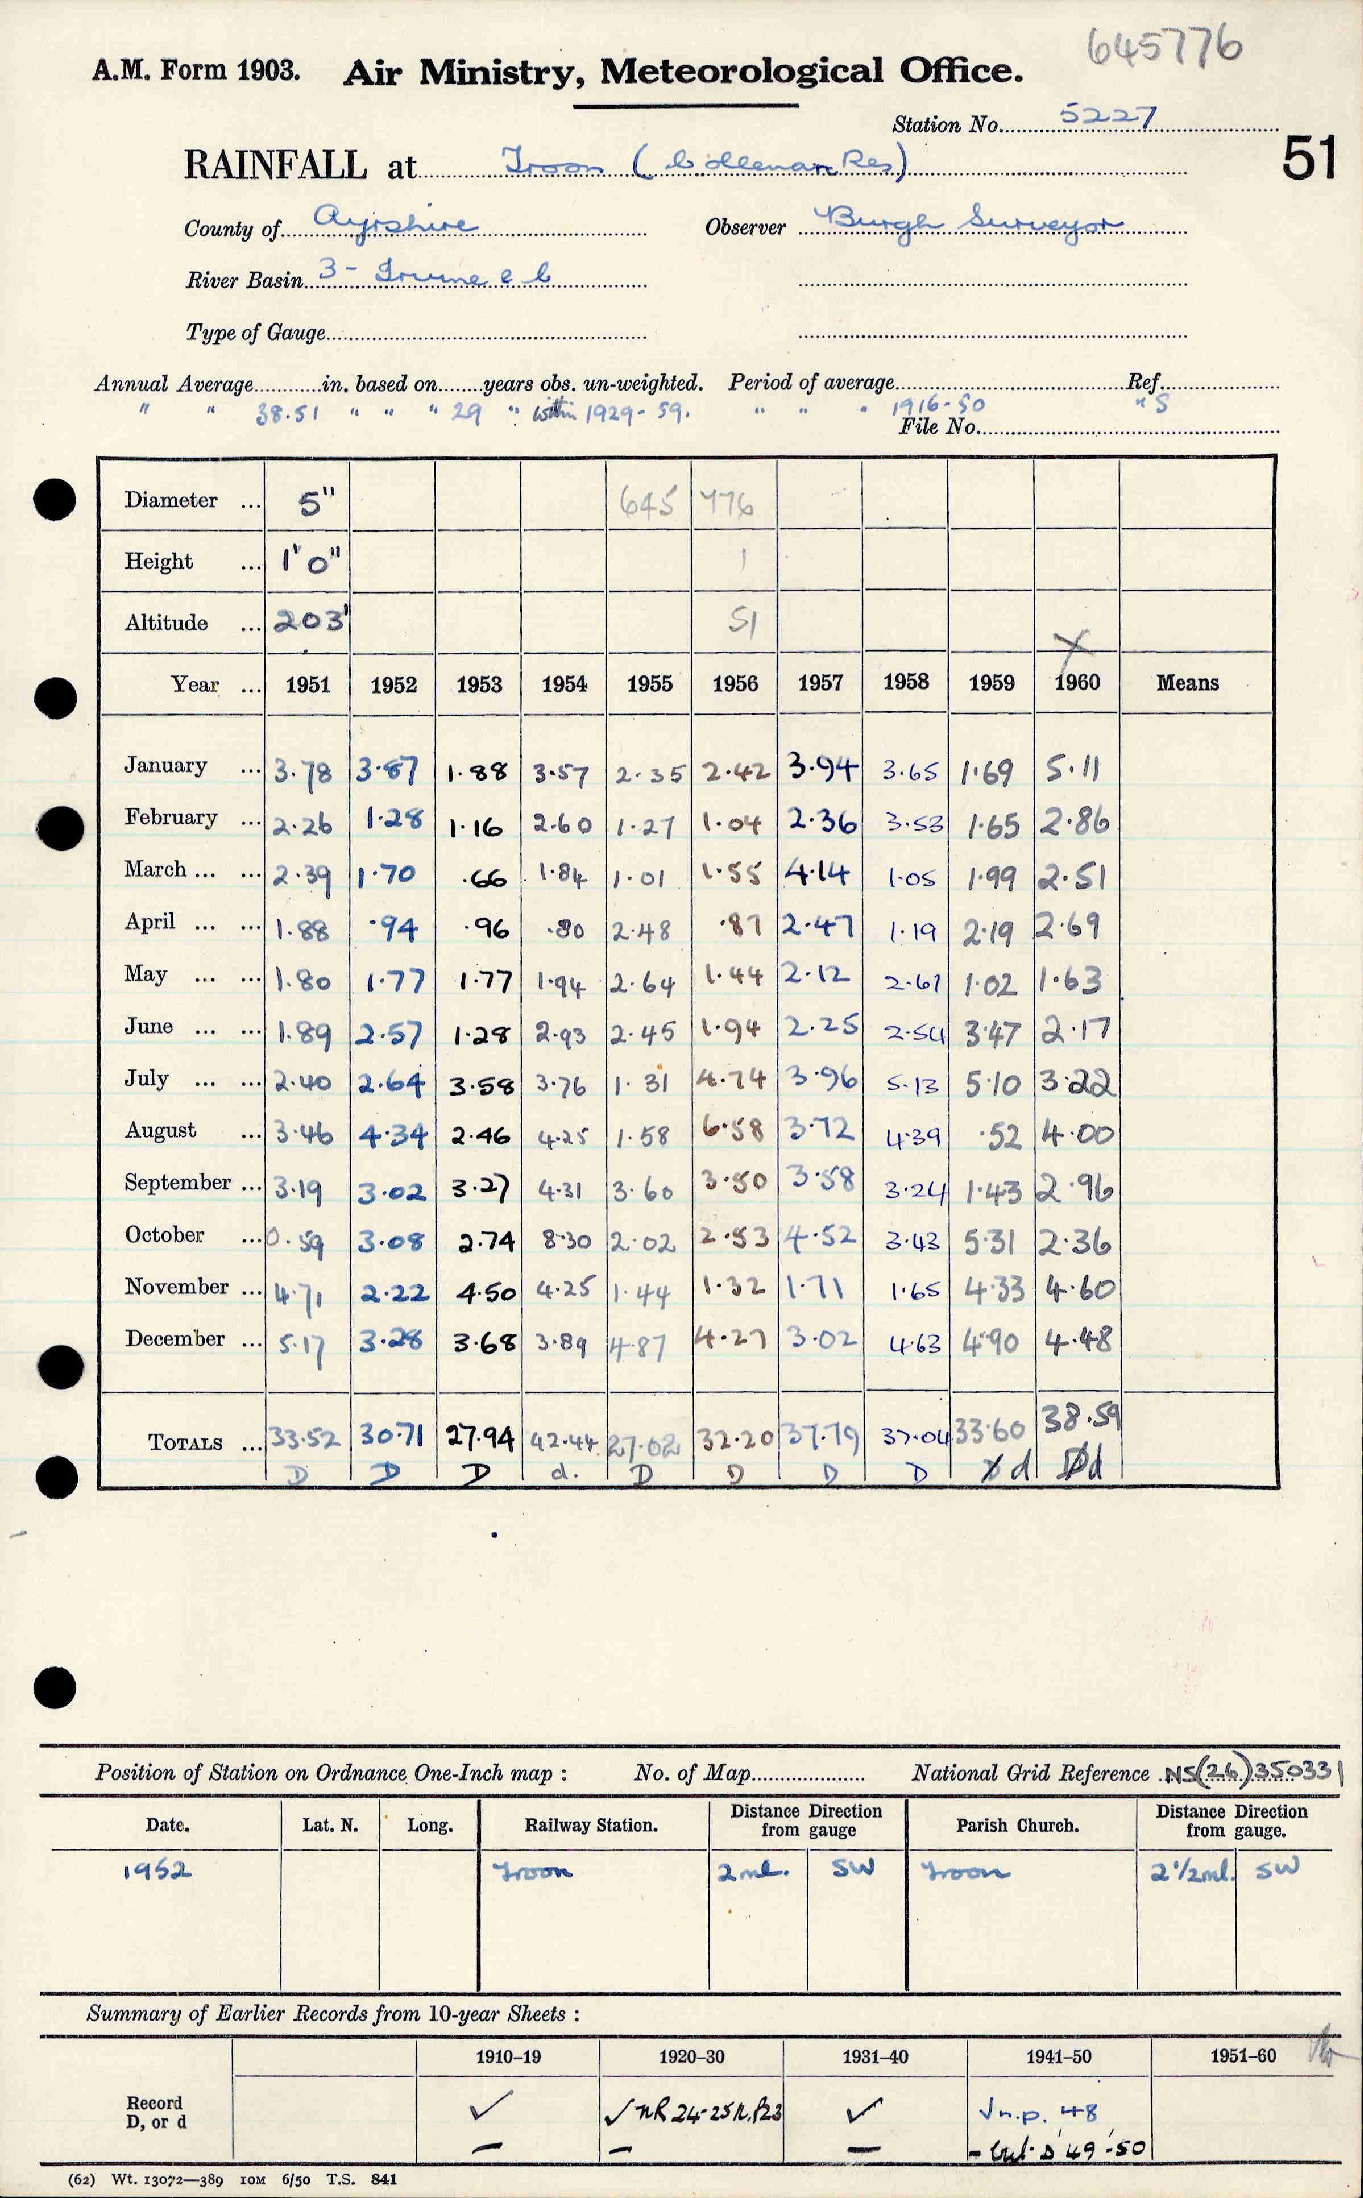 645776
A.M. Form 1903. Air Ministry, Meteorological Office.
Station No. 5227
51
RAINFALL at Troon (Collenan Res)
County of Ayrshire Observer Burgh Surveyor
River Basin 3 - Irvine & C
Type of Gauge
Annual Average in. based on years obs. un-weighted. Period of average Ref.
" " 38.51 " " " 29 " within 1929-59. " " " 1916-50 " S
File No.
Diameter ... 5" 645 776
Height ... 1' 0" 1
Altitude ... 203' 51 X
Year ... 1951 1952 1953 1954 1955 1956 1957 1958 1959 1960 Means
January ... 3.78 3.87 1.88 3.57 2.35 2.42 3.94 3.65 1.69 5.11
February ... 2.26 1.28 1.16 2.60 1.27 1.04 2.36 3.53 1.65 2.86
March ... ... 2.39 1.70 .66 1.84 1.01 1.55 4.14 1.05 1.99 2.51
April ... ... 1.88 .94 .96 .80 2.48 .87 2.47 1.19 2.19 2.69
May ... ... 1.80 1.77 1.77 1.94 2.64 1.44 2.12 2.61 1.02 1.63
June ... ... 1.89 2.57 1.28 2.93 2.45 1.94 2.25 2.54 3.47 2.17
July ... ... 2.40 2.64 3.58 3.76 1.31 4.74 3.96 5.13 5.10 3.22
August ... 3.46 4.34 2.46 4.25 1.58 6.58 3.72 4.39 .52 4.00
September ... 3.19 3.02 3.27 4.31 3.60 3.50 3.58 3.24 1.43 2.96
October ... 0.59 3.08 2.74 8.30 2.02 2.53 4.52 3.43 5.31 2.36
November ... 4.71 2.22 4.50 4.25 1.44 1.32 1.71 1.65 4.33 4.60
December ... 5.17 3.28 3.68 3.89 4.87 4.27 3.02 4.63 4.90 4.48
TOTALS ... 33.52 30.71 27.94 42.44 27.02 32.20 37.79 37.04 33.60 38.59
D D D d. D D D D d d
Position of Station on Ordnance One-Inch map : No. of Map National Grid Reference NS(26)350331
Date. Lat. N. Long. Railway Station. Distance from gauge Direction Parish Church. Distance from gauge. Direction
1952 Troon 2ml. SW Troon 2½ml. SW
Summary of Earlier Records from 10-year Sheets :
1910–19 1920–30 1931–40 1941–50 1951–60
Record ✓ ✓ nR 24-25 ✓ ✓ n.p. 48
D, or d – – – – '49-50
(62) Wt. 13072—389 10M 6/50 T.S. 841